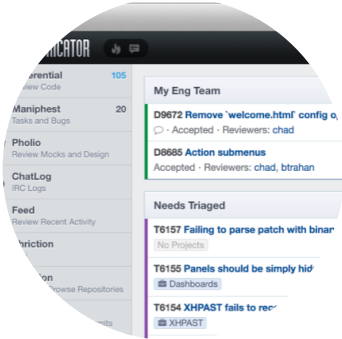 105
View Code
Maniphest 20
Tasks and Bugs
Pholio
Review Mocks and Design
ChatLog
IRC Logs
Feed
Review Recent Activity
Browse Repositories
My Eng Team
D9672 Remove `welcome.html` config
· Accepted · Reviewers: chad
D8685 Action submenus
Accepted · Reviewers: chad, btrahan
Needs Triaged
T6157 Failing to parse patch with binar
No Projects
T6155 Panels should be simply hid
Dashboards
T6154 XHPAST fails to rec
XHPAST